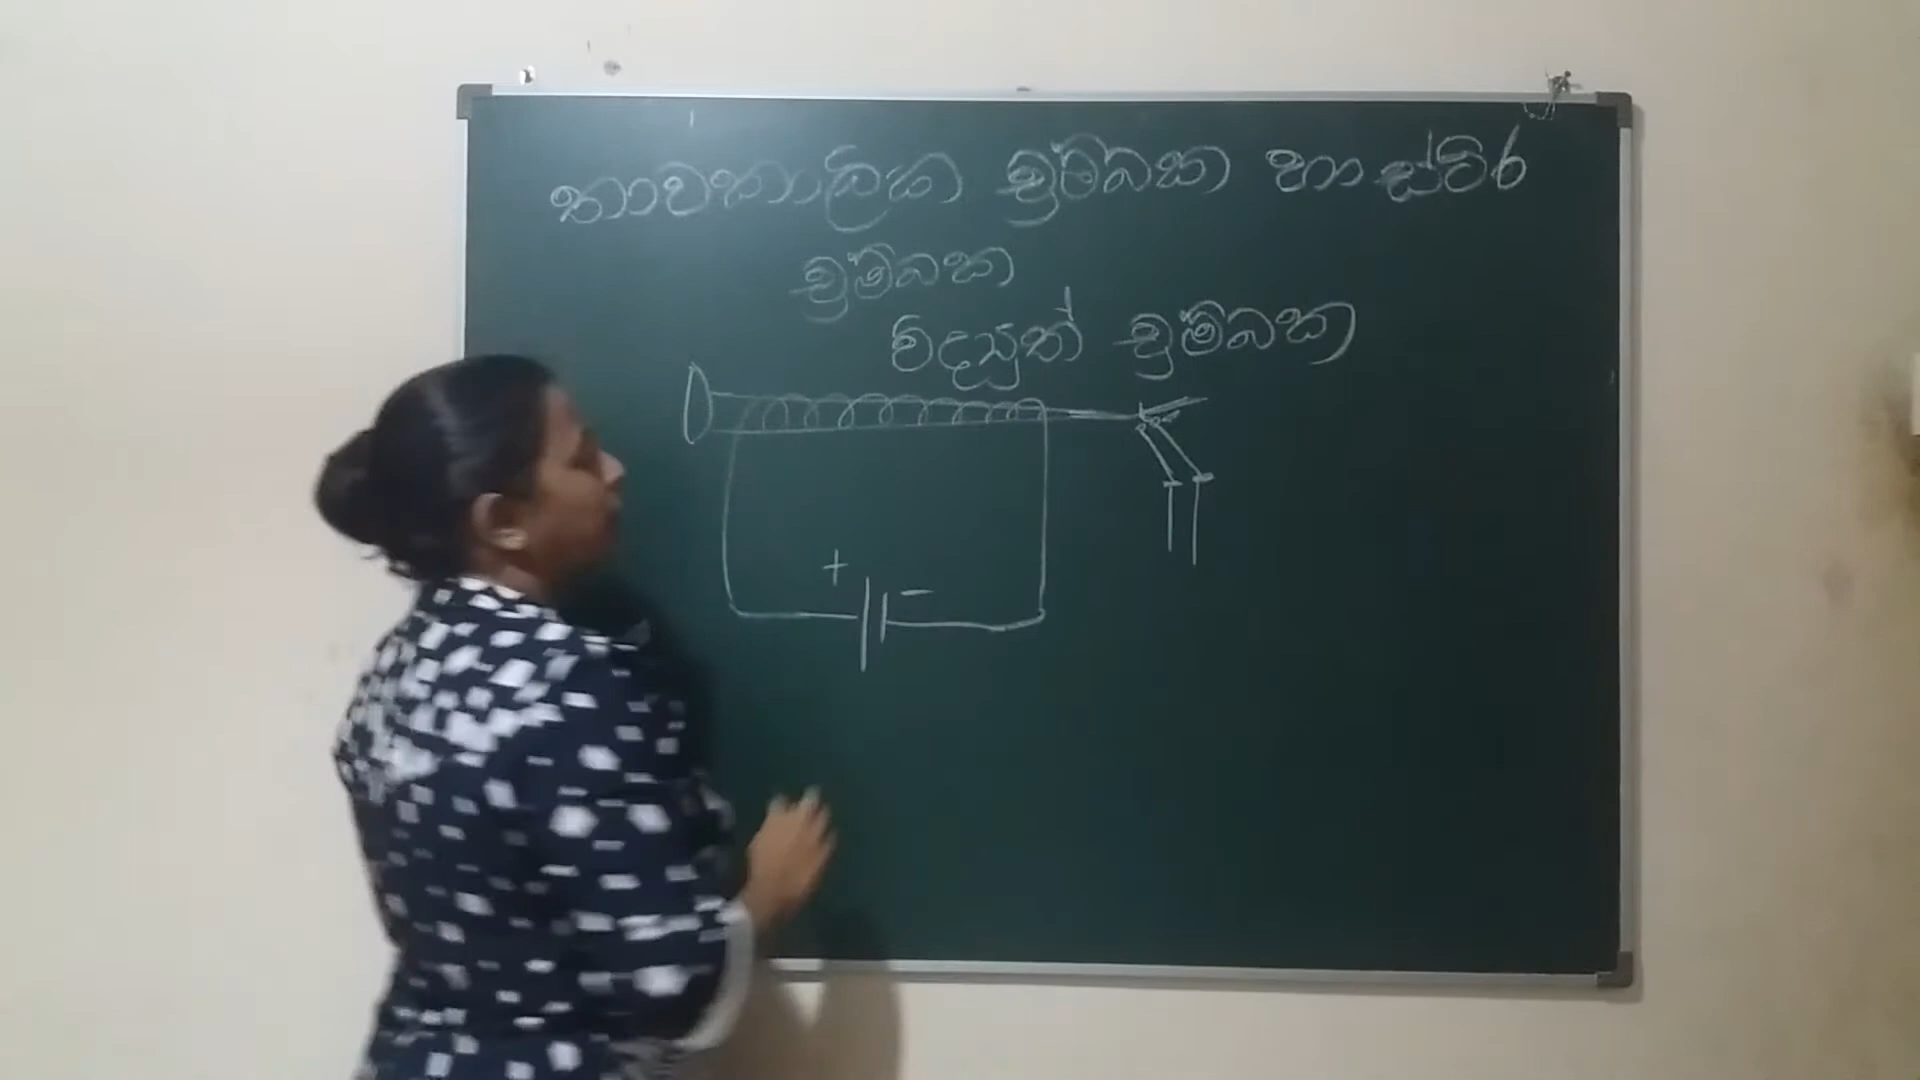 තාවකාලික චුම්බක හා ස්ථිර
චුම්බක
විද්‍යුත් චුම්බක
+ −